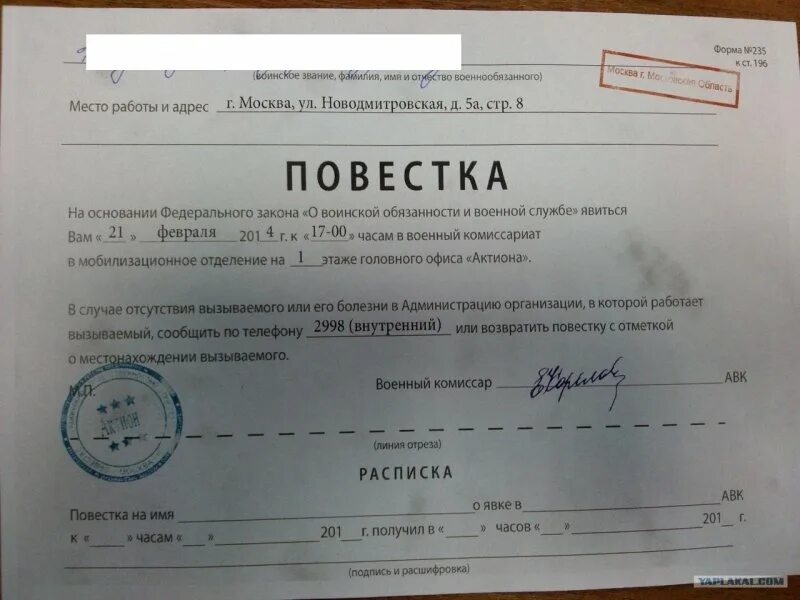 Форма №235
к ст. 196
(воинское звание, фамилия, имя и отчество военнообязанного)
Москва г. Московская Область
Место работы и адрес г. Москва, ул. Новодмитровская, д. 5а, стр. 8
ПОВЕСТКА
На основании Федерального закона «О воинской обязанности и военной службе» явиться
Вам « 21 » февраля 2014 г. к «17-00» часам в военный комиссариат
в мобилизационное отделение на 1 этаже головного офиса «Актиона».
В случае отсутствия вызываемого или его болезни в Администрацию организации, в которой работает
вызываемый, сообщить по телефону 2998 (внутренний) или возвратить повестку с отметкой
о местонахождении вызываемого.
М.П.
Военный комиссар АВК
Актион
МОСКВА
(линия отреза)
РАСПИСКА
Повестка на имя о явке в АВК
к « » часам « » 201 г. получил в « » часов « » 201 г.
(подпись и расшифровка)
YAPLAKAL.COM